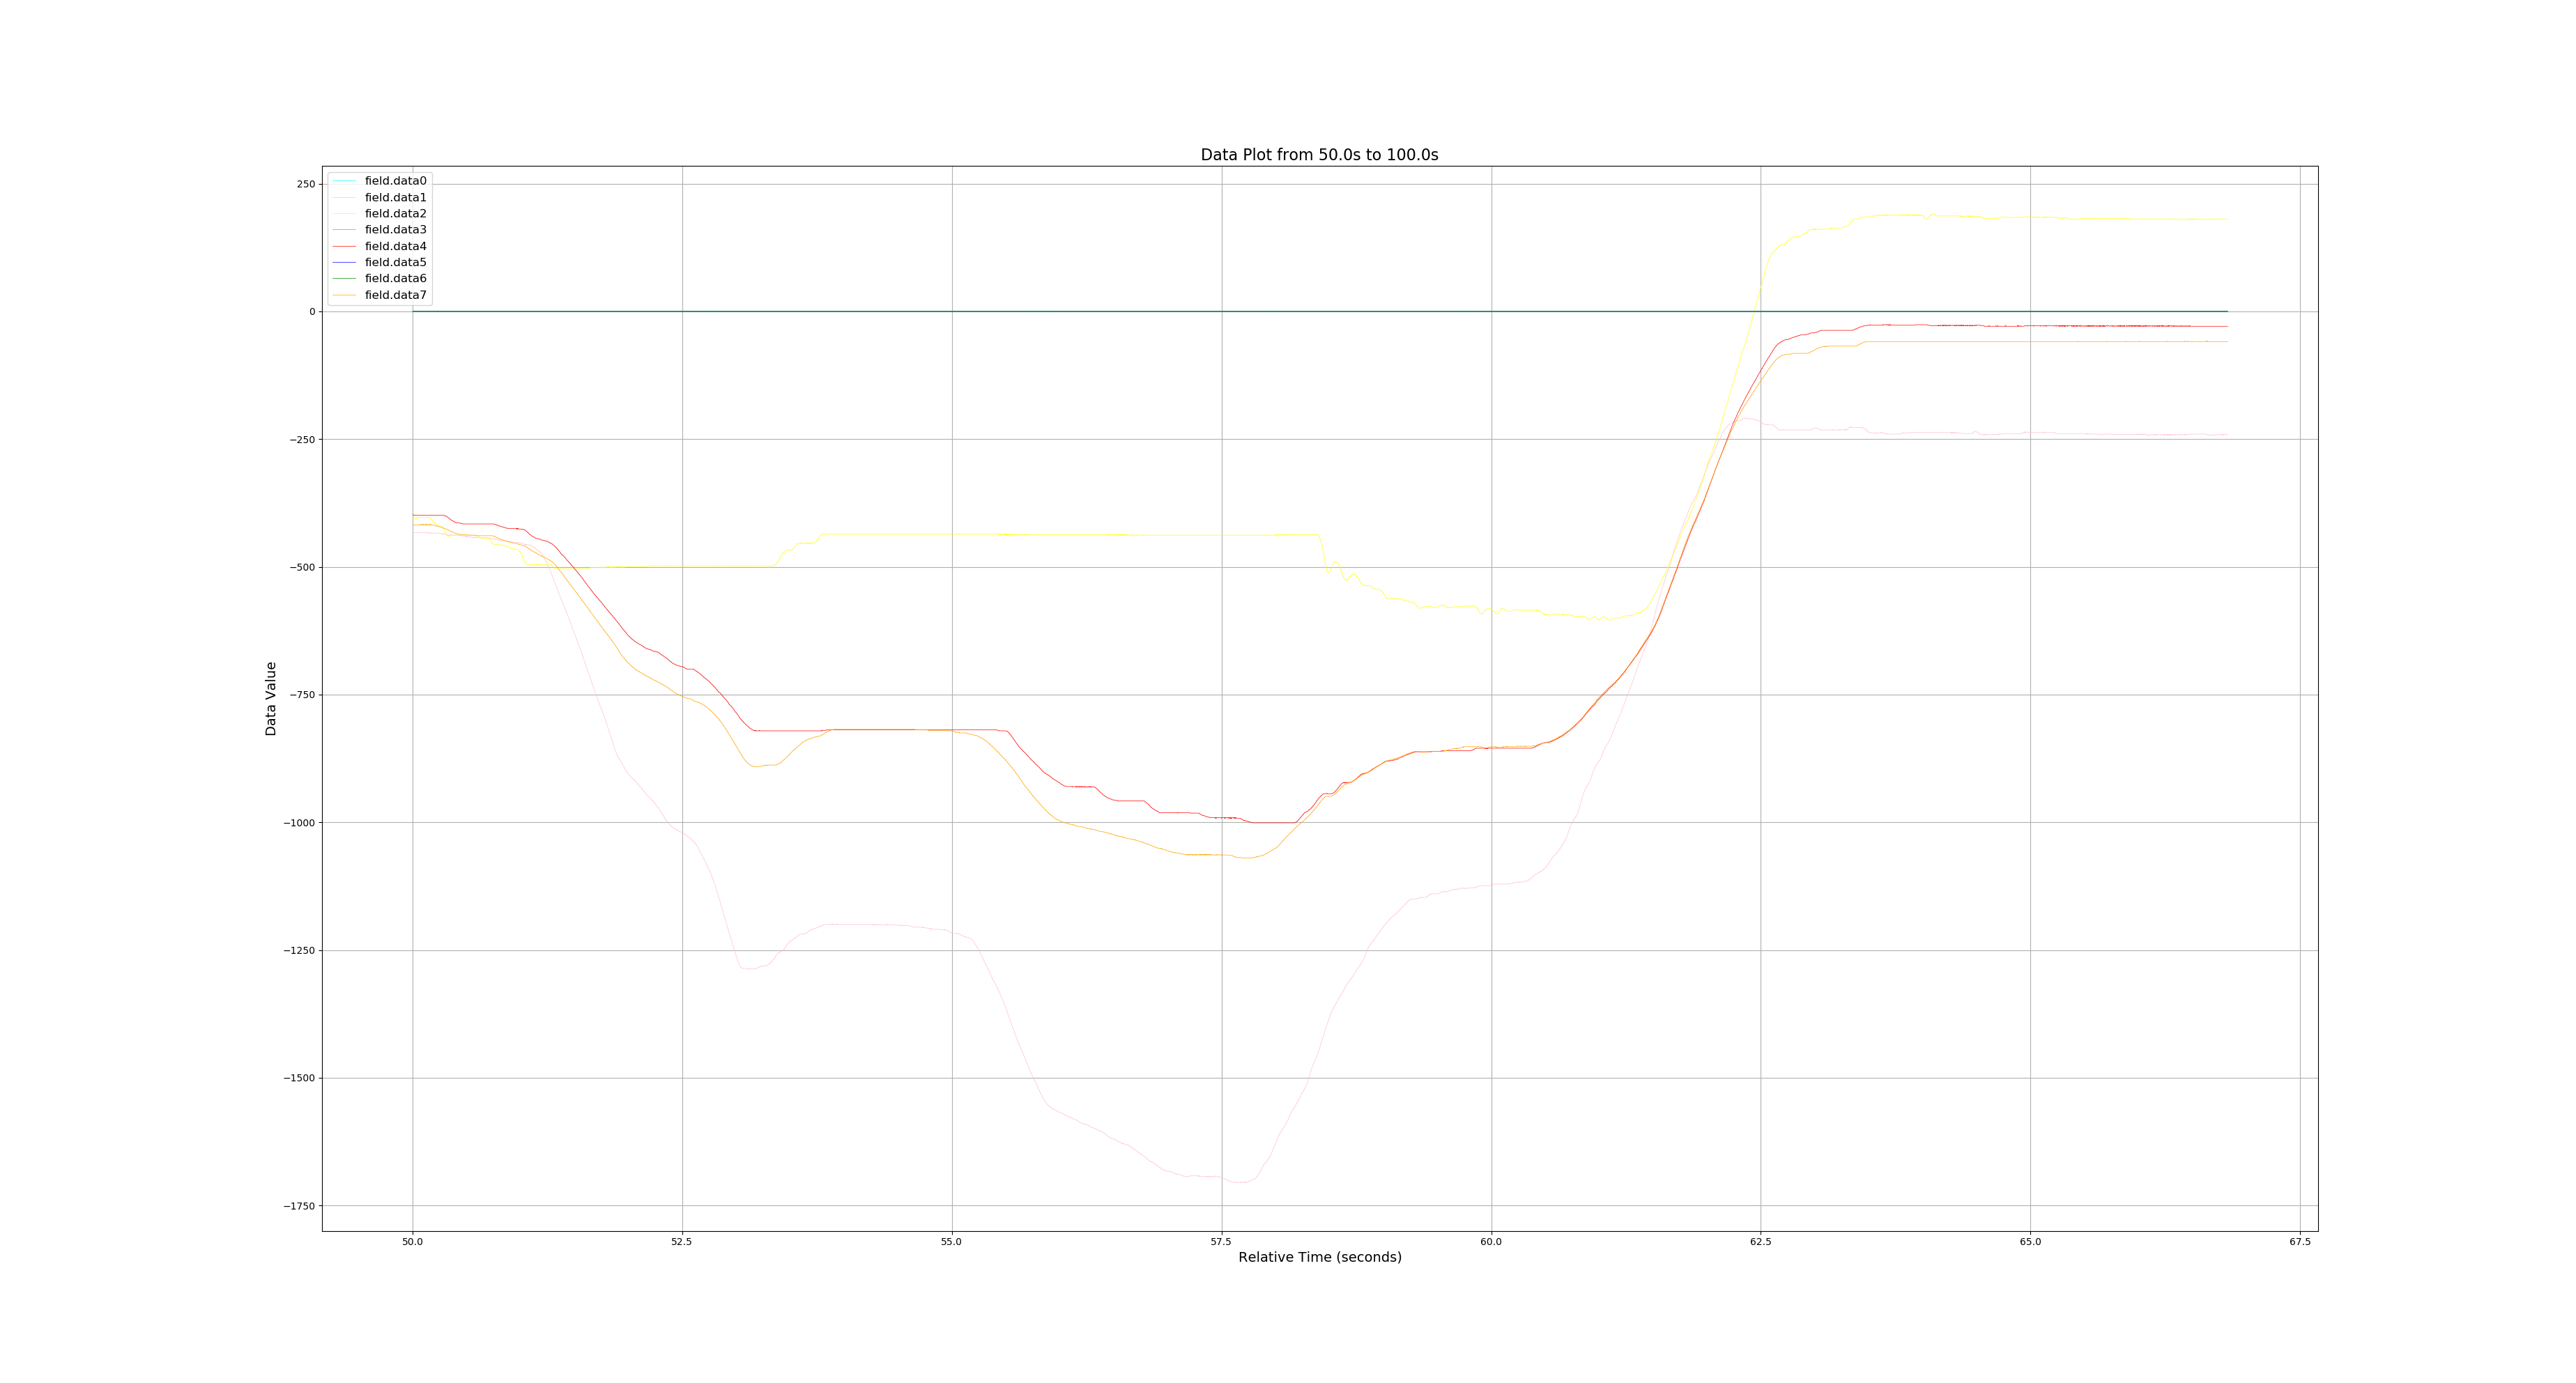 Data Plot from 50.0s to 100.0s
field.data0
field.data1
field.data2
field.data3
field.data4
field.data5
field.data6
field.data7
250
0
−250
−500
−750
−1000
−1250
−1500
−1750
Data Value
50.0 52.5 55.0 57.5 60.0 62.5 65.0 67.5
Relative Time (seconds)